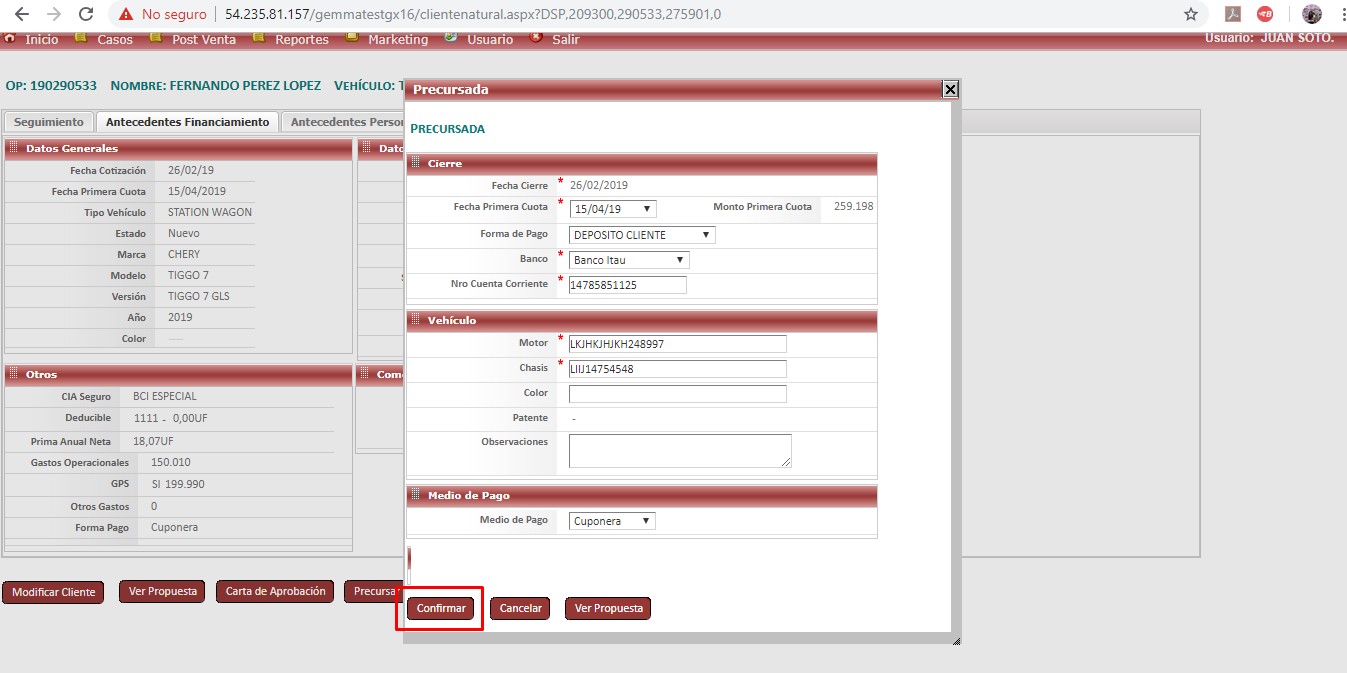 No seguro 54.235.81.157/gemmatestgx16/clientenatural.aspx?DSP,209300,290533,275901,0
Inicio Casos Post Venta Reportes Marketing Usuario Salir Usuario: JUAN SOTO.
OP: 190290533 NOMBRE: FERNANDO PEREZ LOPEZ VEHÍCULO: T
Seguimiento Antecedentes Financiamiento Antecedentes Person
Datos Generales
Fecha Cotización 26/02/19
Fecha Primera Cuota 15/04/2019
Tipo Vehículo STATION WAGON
Estado Nuevo
Marca CHERY
Modelo TIGGO 7
Versión TIGGO 7 GLS
Año 2019
Color ----
Dato
Otros
CIA Seguro BCI ESPECIAL
Deducible 1111 - 0,00UF
Prima Anual Neta 18,07UF
Gastos Operacionales 150.010
GPS SI 199.990
Otros Gastos 0
Forma Pago Cuponera
Com
Modificar Cliente Ver Propuesta Carta de Aprobación Precursar
Precursada
PRECURSADA
Cierre
Fecha Cierre * 26/02/2019
Fecha Primera Cuota * 15/04/19 Monto Primera Cuota 259.198
Forma de Pago DEPOSITO CLIENTE
Banco * Banco Itau
Nro Cuenta Corriente * 14785851125
Vehículo
Motor * LKJHKJHJKH248997
Chasis * LIIJ14754548
Color
Patente -
Observaciones
Medio de Pago
Medio de Pago Cuponera
Confirmar Cancelar Ver Propuesta